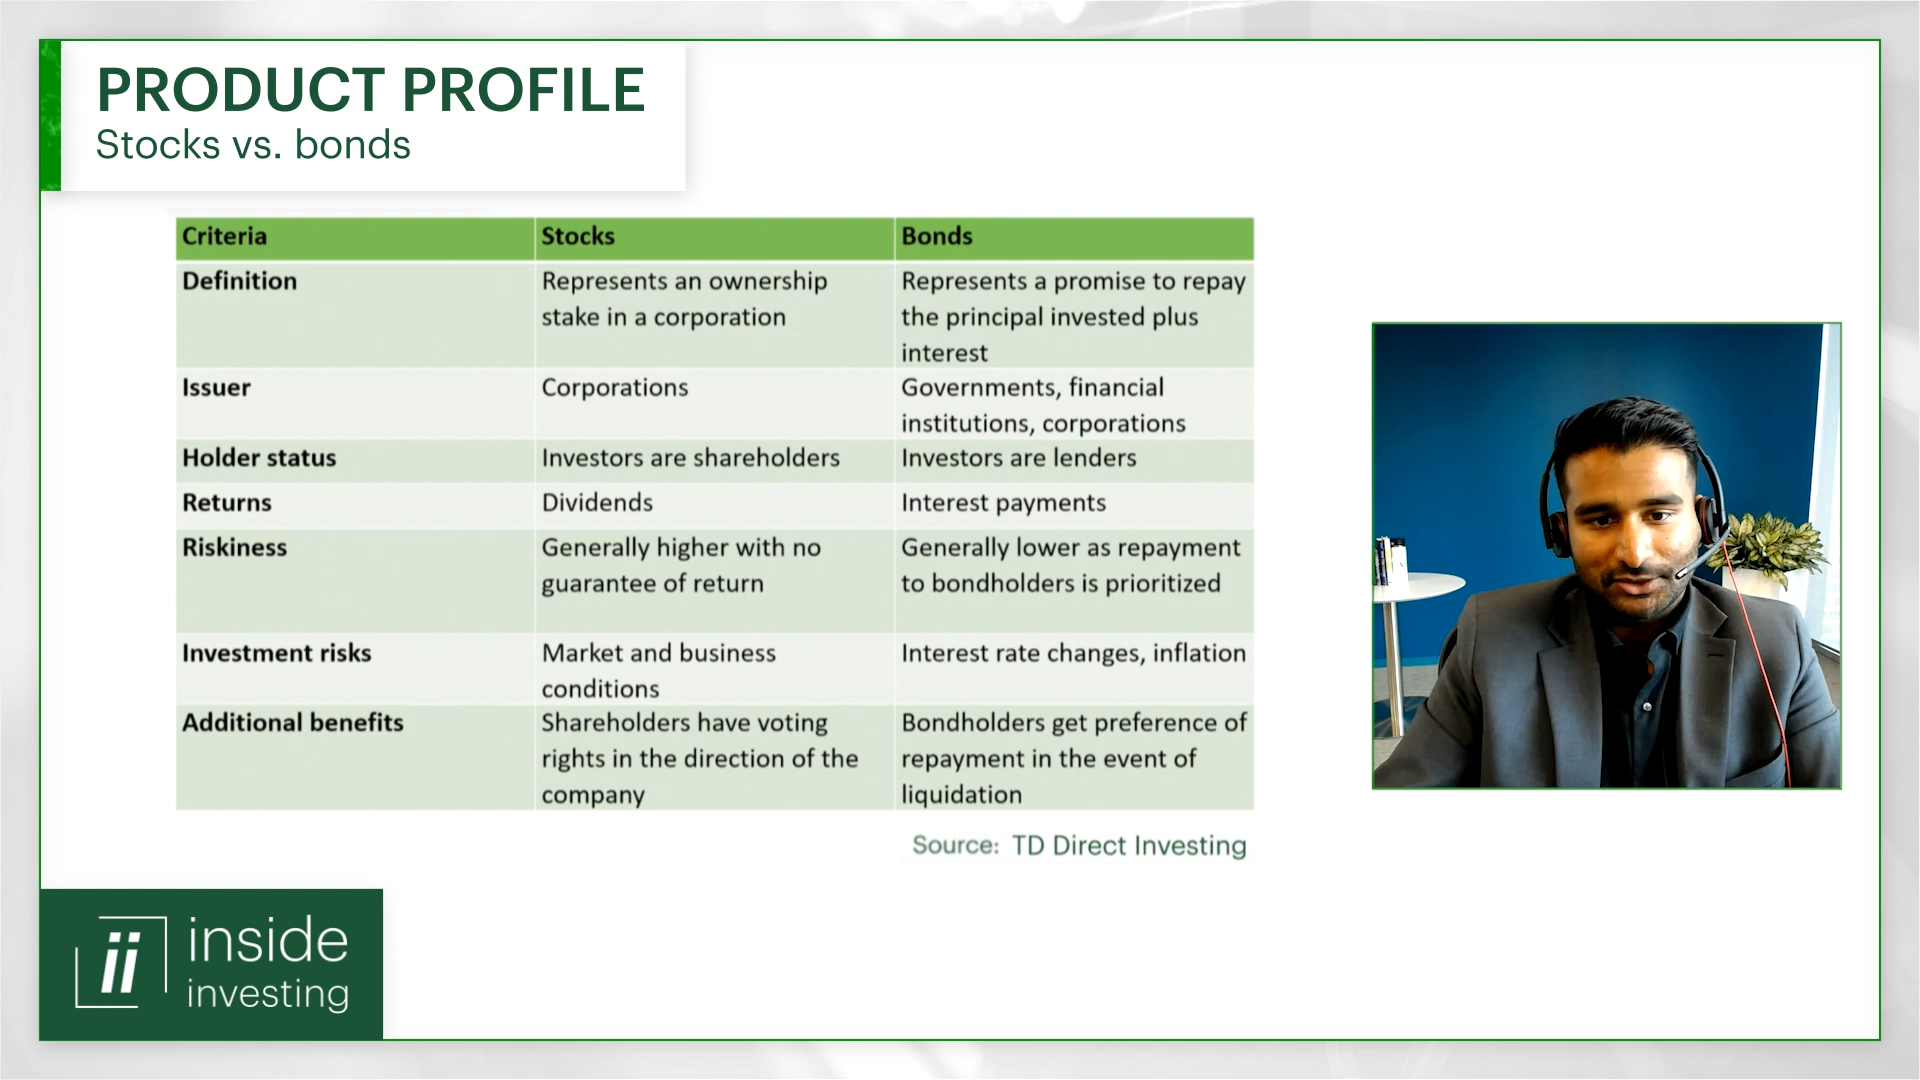 PRODUCT PROFILE
Stocks vs. bonds
Criteria
Stocks
Bonds
Definition
Represents an ownership
stake in a corporation
Represents a promise to repay
the principal invested plus
interest
Issuer
Corporations
Governments, financial
institutions, corporations
Holder status
Investors are shareholders
Investors are lenders
Returns
Dividends
Interest payments
Riskiness
Generally higher with no
guarantee of return
Generally lower as repayment
to bondholders is prioritized
Investment risks
Market and business
conditions
Interest rate changes, inflation
Additional benefits
Shareholders have voting
rights in the direction of the
company
Bondholders get preference of
repayment in the event of
liquidation
Source: TD Direct Investing
ii
inside
investing